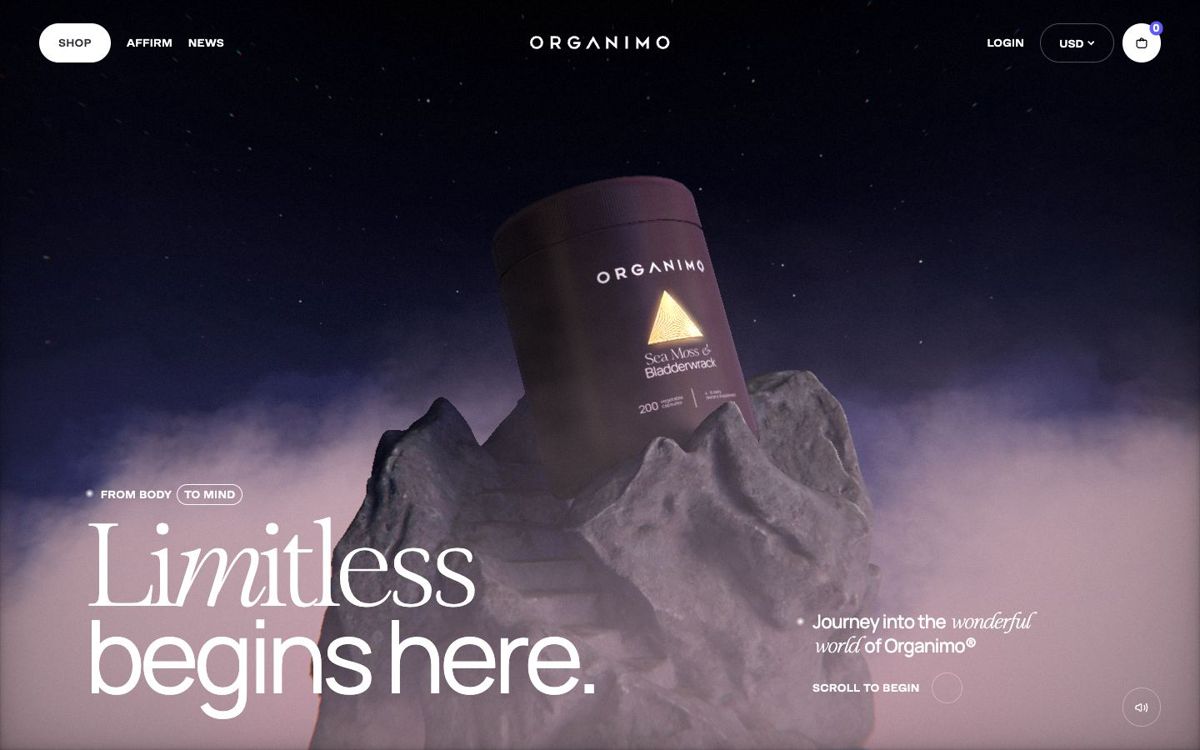 SHOP
AFFIRM
NEWS
ORGANIMO
LOGIN
USD
0
ORGANIMO
Sea Moss &
Bladderwrack
200
FROM BODY TO MIND
Limitless
begins here.
Journey into the wonderful
world of Organimo®
SCROLL TO BEGIN